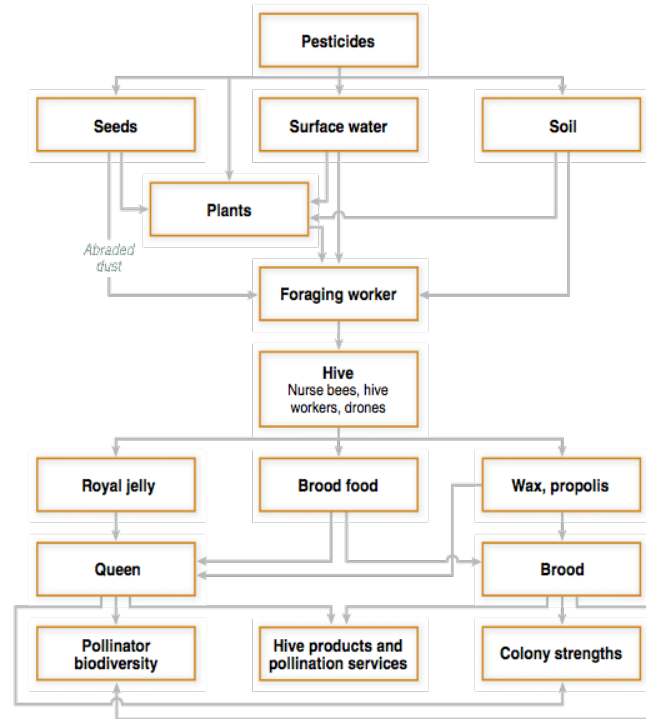 Pesticides
Seeds
Surface water
Soil
Plants
Abraded
dust
Foraging worker
Hive
Nurse bees, hive
workers, drones
Royal jelly
Brood food
Wax, propolis
Queen
Brood
Pollinator
biodiversity
Hive products and
pollination services
Colony strengths